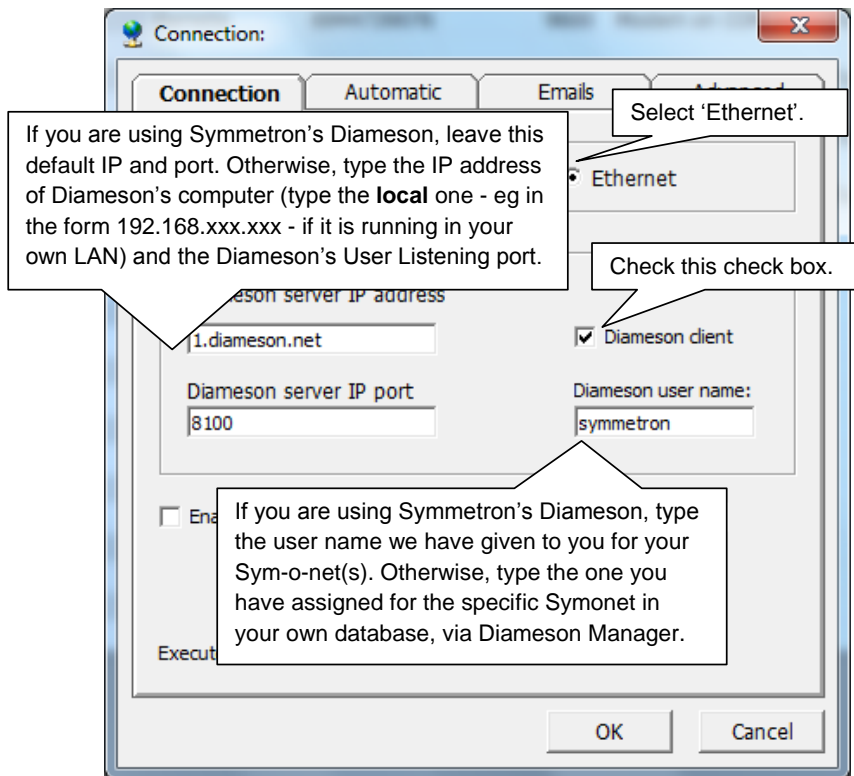 Connection:
Connection
Automatic
Emails
Select ‘Ethernet’.
If you are using Symmetron’s Diameson, leave this
default IP and port. Otherwise, type the IP address
of Diameson’s computer (type the local one - eg in
the form 192.168.xxx.xxx - if it is running in your
own LAN) and the Diameson’s User Listening port.
Ethernet
Check this check box.
server IP address
1.diameson.net
Diameson client
Diameson server IP port
Diameson user name:
8100
symmetron
If you are using Symmetron’s Diameson, type
the user name we have given to you for your
Sym-o-net(s). Otherwise, type the one you
have assigned for the specific Symonet in
your own database, via Diameson Manager.
OK
Cancel